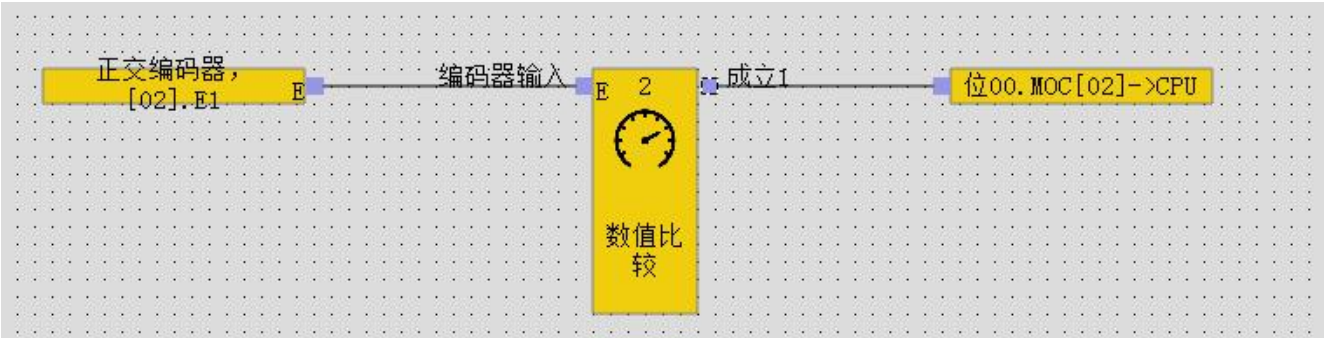 正交编码器，
[02].E1
E
编码器输入
E
2
成立1
位00.MOC[02]->CPU
数值比
较